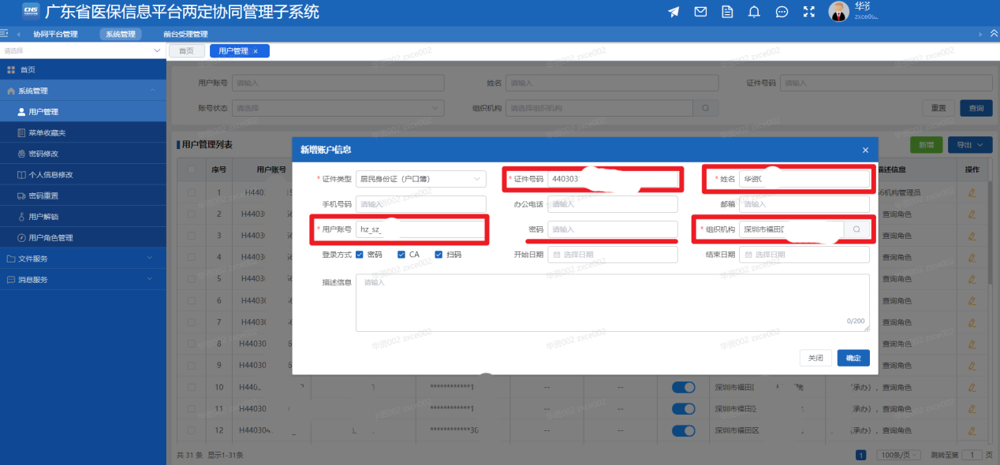 CHS 广东省医保信息平台两定协同管理子系统
协同平台管理 系统管理 前台受理管理
请选择
首页 用户管理 ×
首页
系统管理
用户管理
菜单收藏夹
密码修改
个人信息修改
密码重置
用户解锁
用户角色管理
文件服务
消息服务
用户账号 请输入 姓名 请输入 证件号码 请输入
账号状态 请选择 组织机构 请选择组织机构 重置 查询
用户管理列表 新增 导出
序号 用户账号 描述信息 操作
新增账户信息 ×
* 证件类型 居民身份证（户口簿） * 证件号码 440303 * 姓名 华资
手机号码 请输入 办公电话 请输入 邮箱 请输入
* 用户账号 hz_sz_ 密码 请输入 * 组织机构 深圳市福田
登录方式 密码 CA 扫码 开始日期 选择日期 结束日期 选择日期
描述信息 请输入
0/200
关闭 确定
1 H440 机构管理员
2 H4403 查询角色
3 H4403 查询角色
4 H4403 查询角色
5 H4403 查询角色
6 H4403 查询角色
7 H4403 查询角色
8 H44030 查询角色
9 H44030 查询角色
10 H440 ************1 -- -- 深圳市福田 承办），查询角色
11 H44030 ************1 -- -- 深圳市福田 承办），查询角色
12 H44030 ************30 -- -- 深圳市福田区 承办），查询角色
共 31 条 显示1-31条 1 100条/页 跳转至第 1 页
华资002 zxce002